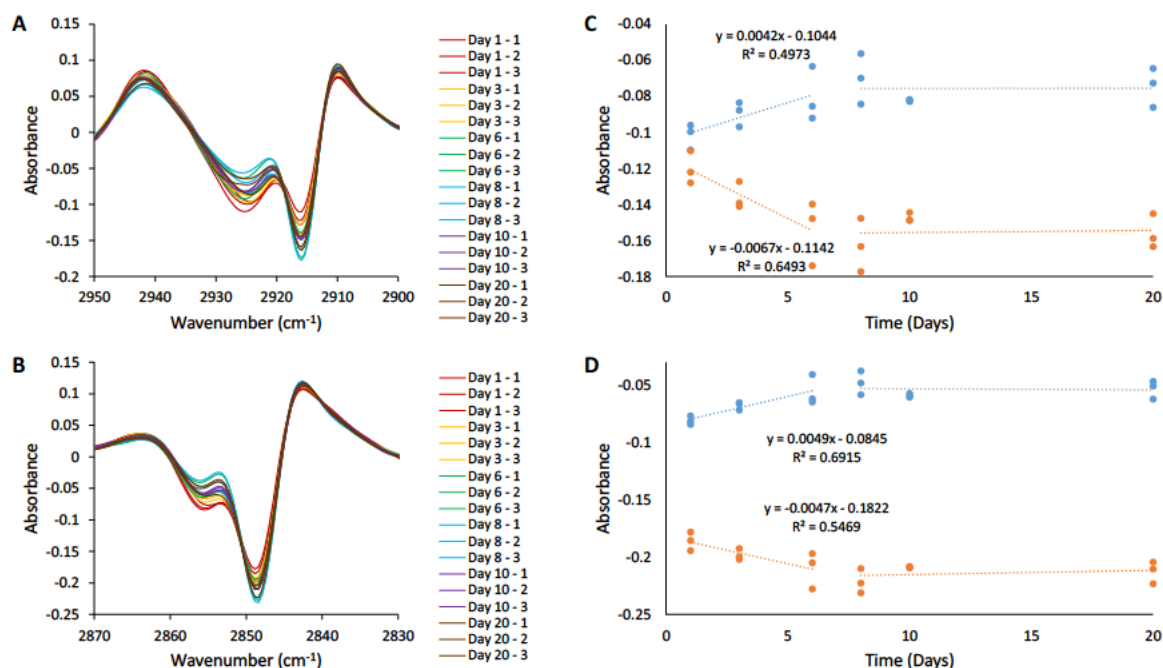 A
0.15
0.1
0.05
0
-0.05
-0.1
-0.15
-0.2
Absorbance
2950 2940 2930 2920 2910 2900
Wavenumber (cm⁻¹)
Day 1 - 1
Day 1 - 2
Day 1 - 3
Day 3 - 1
Day 3 - 2
Day 3 - 3
Day 6 - 1
Day 6 - 2
Day 6 - 3
Day 8 - 1
Day 8 - 2
Day 8 - 3
Day 10 - 1
Day 10 - 2
Day 10 - 3
Day 20 - 1
Day 20 - 2
Day 20 - 3
C
-0.04
-0.06
-0.08
-0.1
-0.12
-0.14
-0.16
-0.18
Absorbance
y = 0.0042x - 0.1044
R² = 0.4973
y = -0.0067x - 0.1142
R² = 0.6493
0 5 10 15 20
Time (Days)
B
0.15
0.1
0.05
0
-0.05
-0.1
-0.15
-0.2
-0.25
Absorbance
2870 2860 2850 2840 2830
Wavenumber (cm⁻¹)
Day 1 - 1
Day 1 - 2
Day 1 - 3
Day 3 - 1
Day 3 - 2
Day 3 - 3
Day 6 - 1
Day 6 - 2
Day 6 - 3
Day 8 - 1
Day 8 - 2
Day 8 - 3
Day 10 - 1
Day 10 - 2
Day 10 - 3
Day 20 - 1
Day 20 - 2
Day 20 - 3
D
-0.05
-0.1
-0.15
-0.2
-0.25
Absorbance
y = 0.0049x - 0.0845
R² = 0.6915
y = -0.0047x - 0.1822
R² = 0.5469
0 5 10 15 20
Time (Days)